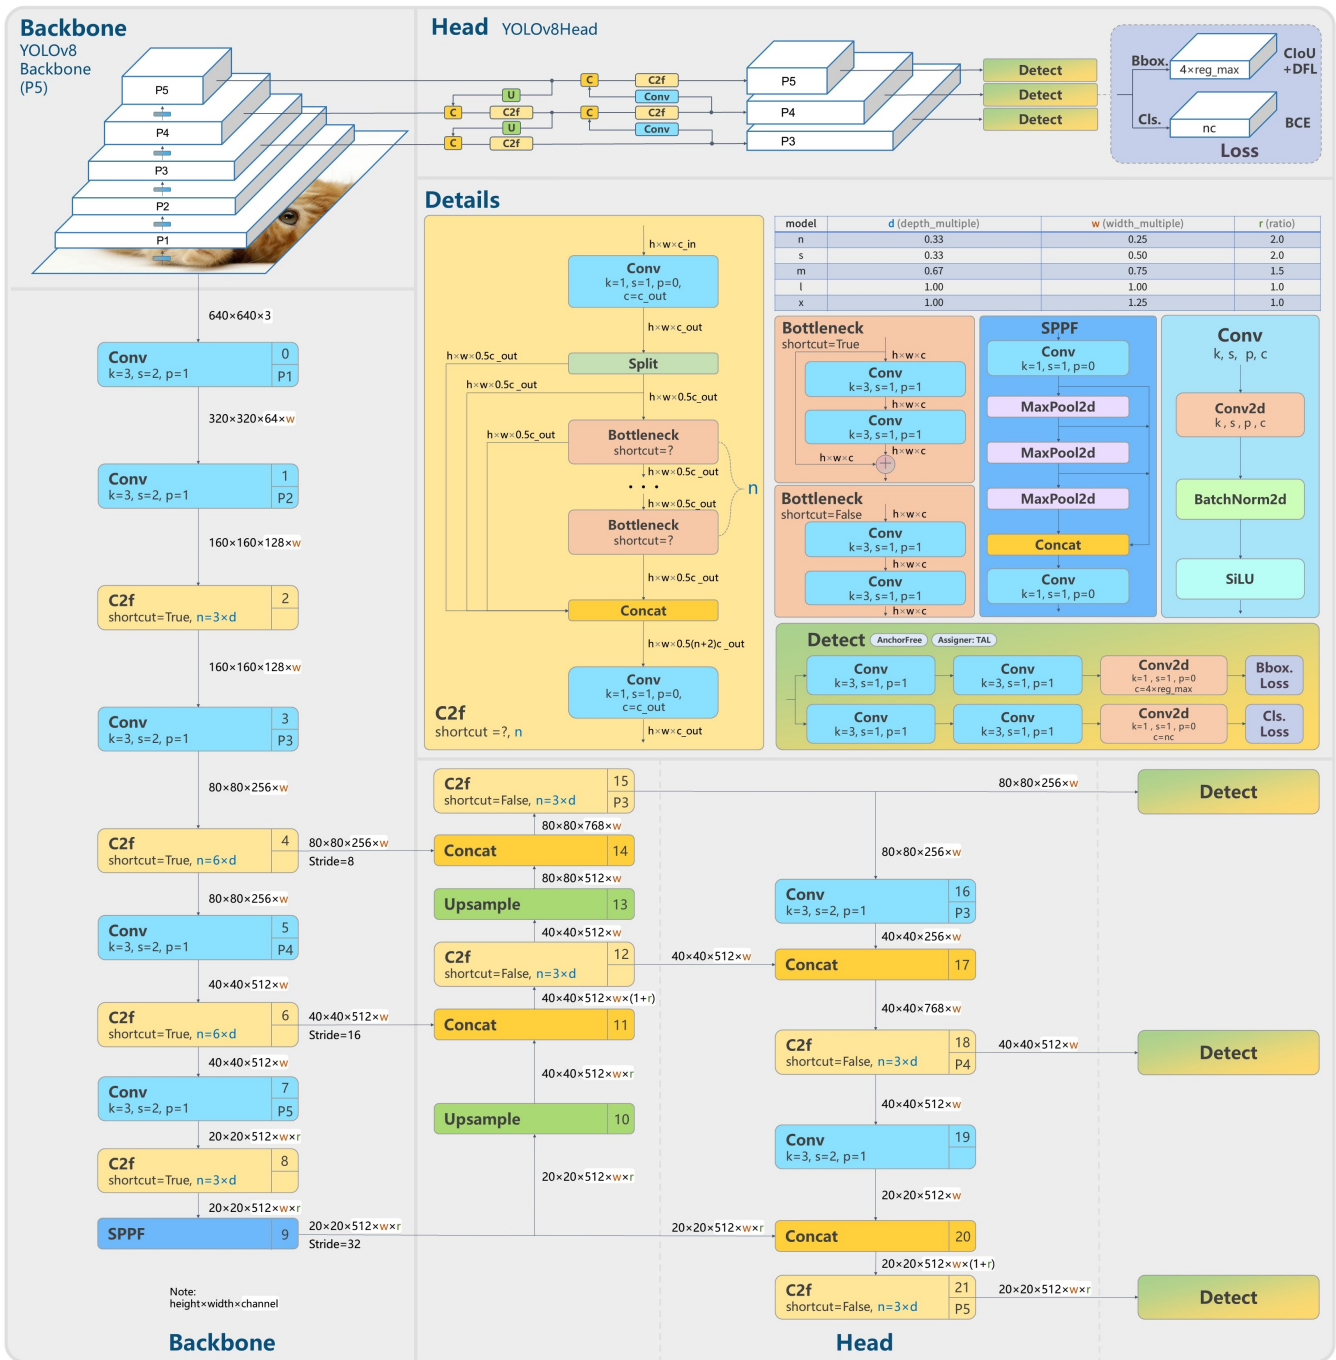 Backbone
YOLOv8
Backbone
(P5)
P5
P4
P3
P2
P1
Head YOLOv8Head
C
C2f
U
Conv
C
C2f
C
C2f
U
Conv
C
C2f
P5
P4
P3
Detect
Detect
Detect
Bbox.
4×reg_max
CIoU
+DFL
Cls.
nc
BCE
Loss
Details
h×w×c_in
Conv
k=1, s=1, p=0,
c=c_out
h×w×c_out
h×w×0.5c_out
Split
h×w×0.5c_out
h×w×0.5c_out
h×w×0.5c_out
Bottleneck
shortcut=?
h×w×0.5c_out
• • •
n
h×w×0.5c_out
Bottleneck
shortcut=?
h×w×0.5c_out
Concat
h×w×0.5(n+2)c_out
Conv
k=1, s=1, p=0,
c=c_out
h×w×c_out
C2f
shortcut =?, n
model d (depth_multiple) w (width_multiple) r (ratio)
n 0.33 0.25 2.0
s 0.33 0.50 2.0
m 0.67 0.75 1.5
l 1.00 1.00 1.0
x 1.00 1.25 1.0
Bottleneck
shortcut=True
h×w×c
Conv
k=3, s=1, p=1
h×w×c
Conv
k=3, s=1, p=1
h×w×c
h×w×c
+
Bottleneck
shortcut=False
h×w×c
Conv
k=3, s=1, p=1
h×w×c
Conv
k=3, s=1, p=1
h×w×c
SPPF
Conv
k=1, s=1, p=0
MaxPool2d
MaxPool2d
MaxPool2d
Concat
Conv
k=1, s=1, p=0
Conv
k, s, p, c
Conv2d
k, s, p, c
BatchNorm2d
SiLU
Detect AnchorFree Assigner: TAL
Conv
k=3, s=1, p=1
Conv
k=3, s=1, p=1
Conv2d
k=1, s=1, p=0
c=4×reg_max
Bbox.
Loss
Conv
k=3, s=1, p=1
Conv
k=3, s=1, p=1
Conv2d
k=1, s=1, p=0
c=nc
Cls.
Loss
640×640×3
Conv 0
k=3, s=2, p=1 P1
320×320×64×w
Conv 1
k=3, s=2, p=1 P2
160×160×128×w
C2f 2
shortcut=True, n=3×d
160×160×128×w
Conv 3
k=3, s=2, p=1 P3
80×80×256×w
C2f 4
shortcut=True, n=6×d
80×80×256×w
Stride=8
80×80×256×w
Conv 5
k=3, s=2, p=1 P4
40×40×512×w
C2f 6
shortcut=True, n=6×d
40×40×512×w
Stride=16
40×40×512×w
Conv 7
k=3, s=2, p=1 P5
20×20×512×w×r
C2f 8
shortcut=True, n=3×d
20×20×512×w×r
SPPF 9
20×20×512×w×r
Stride=32
Note:
height×width×channel
Backbone
C2f 15
shortcut=False, n=3×d P3
80×80×768×w
Concat 14
80×80×512×w
Upsample 13
40×40×512×w
C2f 12
shortcut=False, n=3×d
40×40×512×w×(1+r)
Concat 11
40×40×512×w×r
Upsample 10
20×20×512×w×r
80×80×256×w
Detect
80×80×256×w
Conv 16
k=3, s=2, p=1 P3
40×40×256×w
40×40×512×w
Concat 17
40×40×768×w
C2f 18
shortcut=False, n=3×d P4
40×40×512×w
Detect
40×40×512×w
Conv 19
k=3, s=2, p=1
20×20×512×w
20×20×512×w×r
Concat 20
20×20×512×w×(1+r)
C2f 21
shortcut=False, n=3×d P5
20×20×512×w×r
Detect
Head